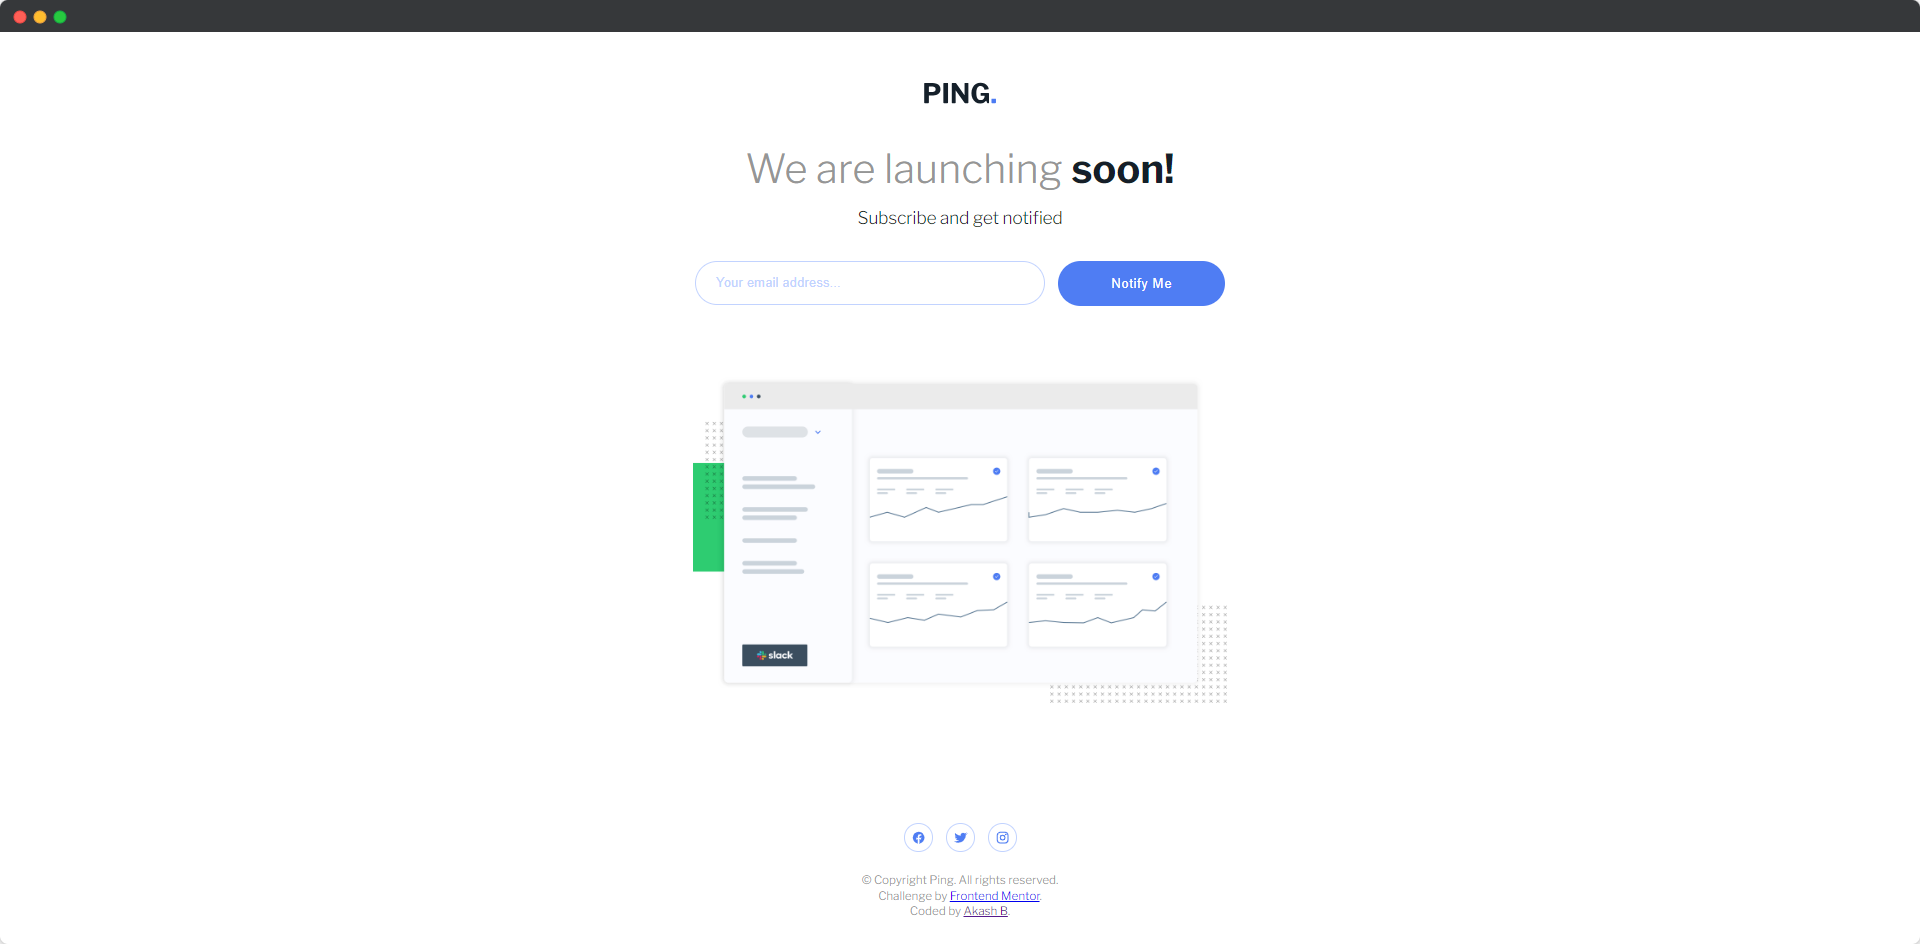 PING.
We are launching soon!
Subscribe and get notified
Your email address...
Notify Me
slack
© Copyright Ping. All rights reserved.
Challenge by Frontend Mentor.
Coded by Akash B.